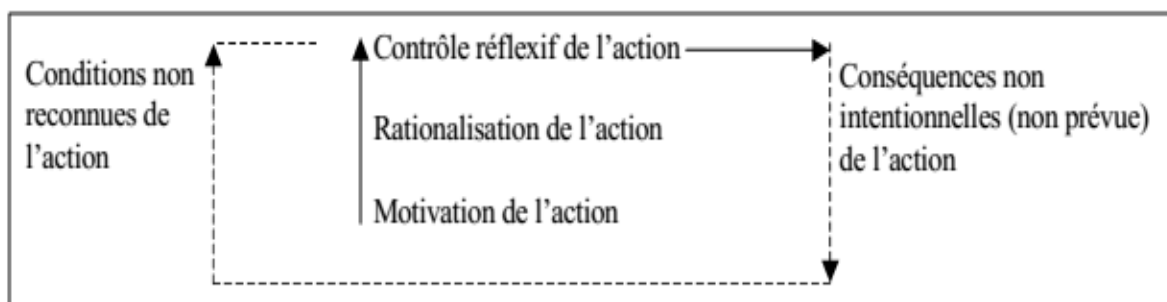 Conditions non
reconnues de
l'action
Contrôle réflexif de l'action
Rationalisation de l'action
Motivation de l'action
Conséquences non
intentionnelles (non prévue)
de l'action